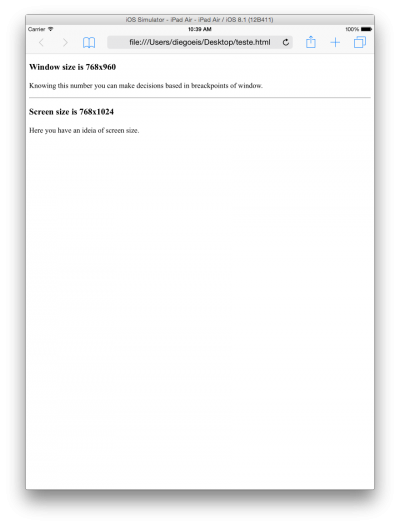 iOS Simulator - iPad Air - iPad Air / iOS 8.1 (12B411)
Carrier 10:39 AM 100%
file:///Users/diegoeis/Desktop/teste.html
Window size is 768x960
Knowing this number you can make decisions based in breackpoints of window.
Screen size is 768x1024
Here you have an ideia of screen size.